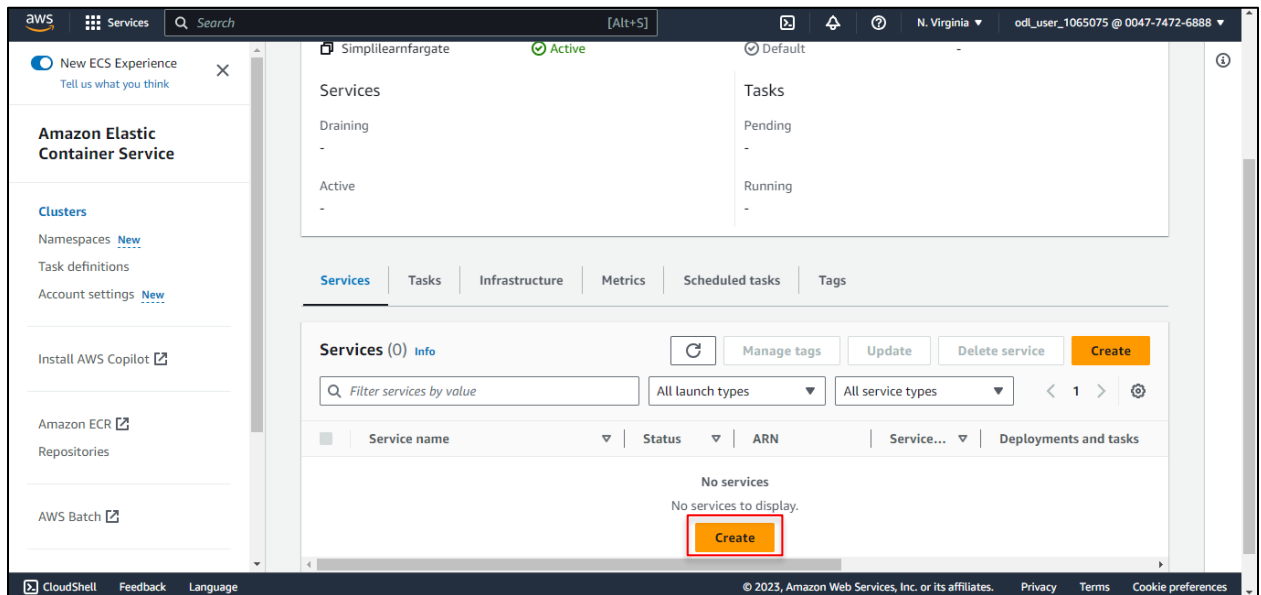 aws Services Search [Alt+S] N. Virginia ▼ odl_user_1065075 @ 0047-7472-6888 ▼
New ECS Experience
Tell us what you think
Amazon Elastic
Container Service
Clusters
Namespaces New
Task definitions
Account settings New
Install AWS Copilot
Amazon ECR
Repositories
AWS Batch
Simplilearnfargate Active Default -
Services Tasks
Draining Pending
- -
Active Running
- -
Services Tasks Infrastructure Metrics Scheduled tasks Tags
Services (0) Info Manage tags Update Delete service Create
Filter services by value All launch types All service types < 1 >
Service name Status ARN Service... Deployments and tasks
No services
No services to display.
Create
CloudShell Feedback Language © 2023, Amazon Web Services, Inc. or its affiliates. Privacy Terms Cookie preferences